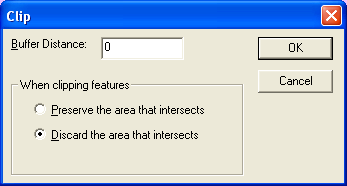 Clip
Buffer Distance: 0
OK
Cancel
When clipping features
Preserve the area that intersects
Discard the area that intersects